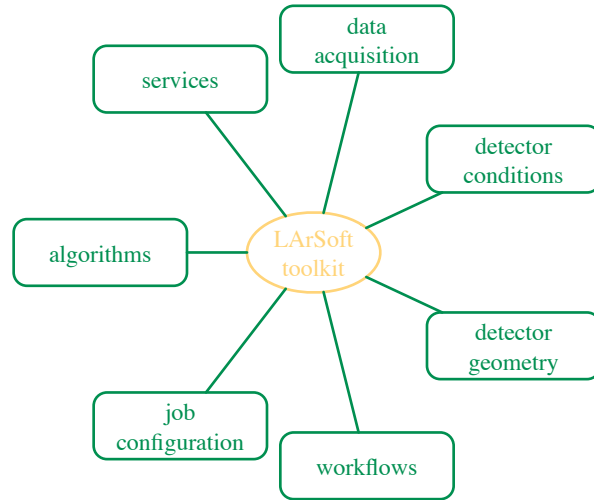 data
acquisition
services
detector
conditions
LArSoft
toolkit
algorithms
detector
geometry
job
configuration
workflows